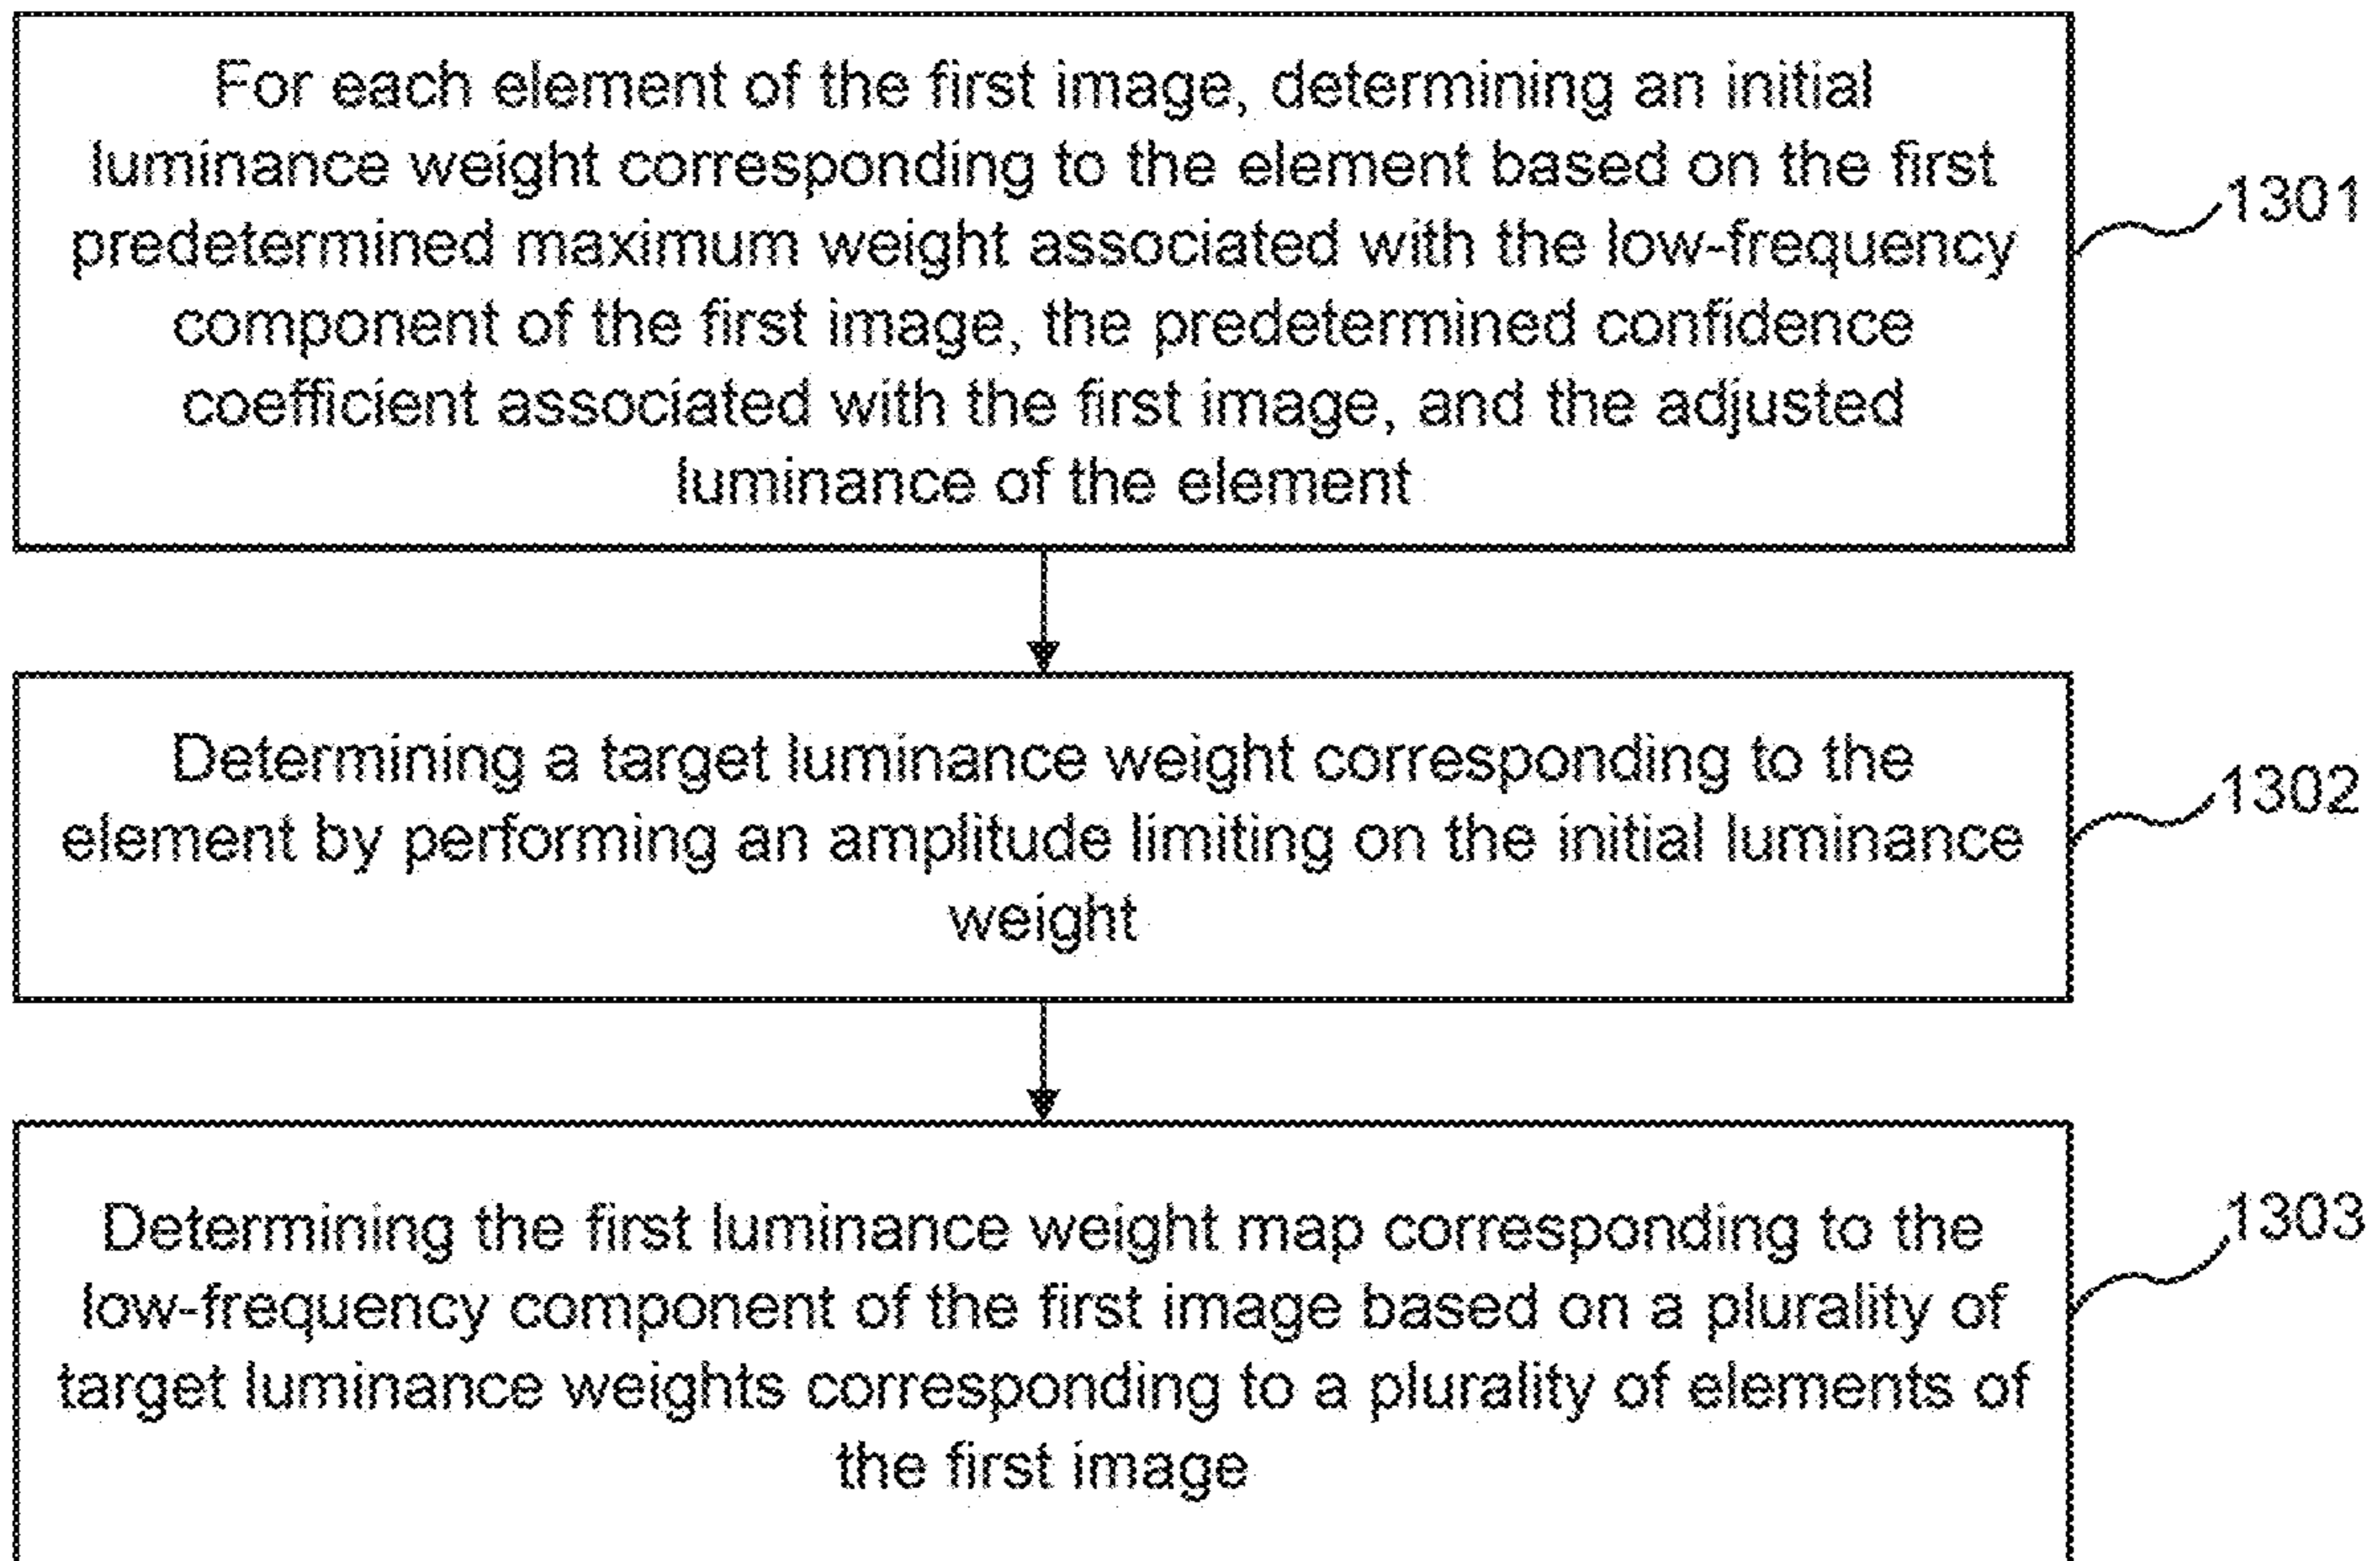 For each element of the first image, determining an initial
luminance weight corresponding to the element based on the first
predetermined maximum weight associated with the low-frequency
component of the first image, the predetermined confidence
coefficient associated with the first image, and the adjusted
luminance of the element
1301
Determining a target luminance weight corresponding to the
element by performing an amplitude limiting on the initial luminance
weight
1302
Determining the first luminance weight map corresponding to the
low-frequency component of the first image based on a plurality of
target luminance weights corresponding to a plurality of elements of
the first image
1303